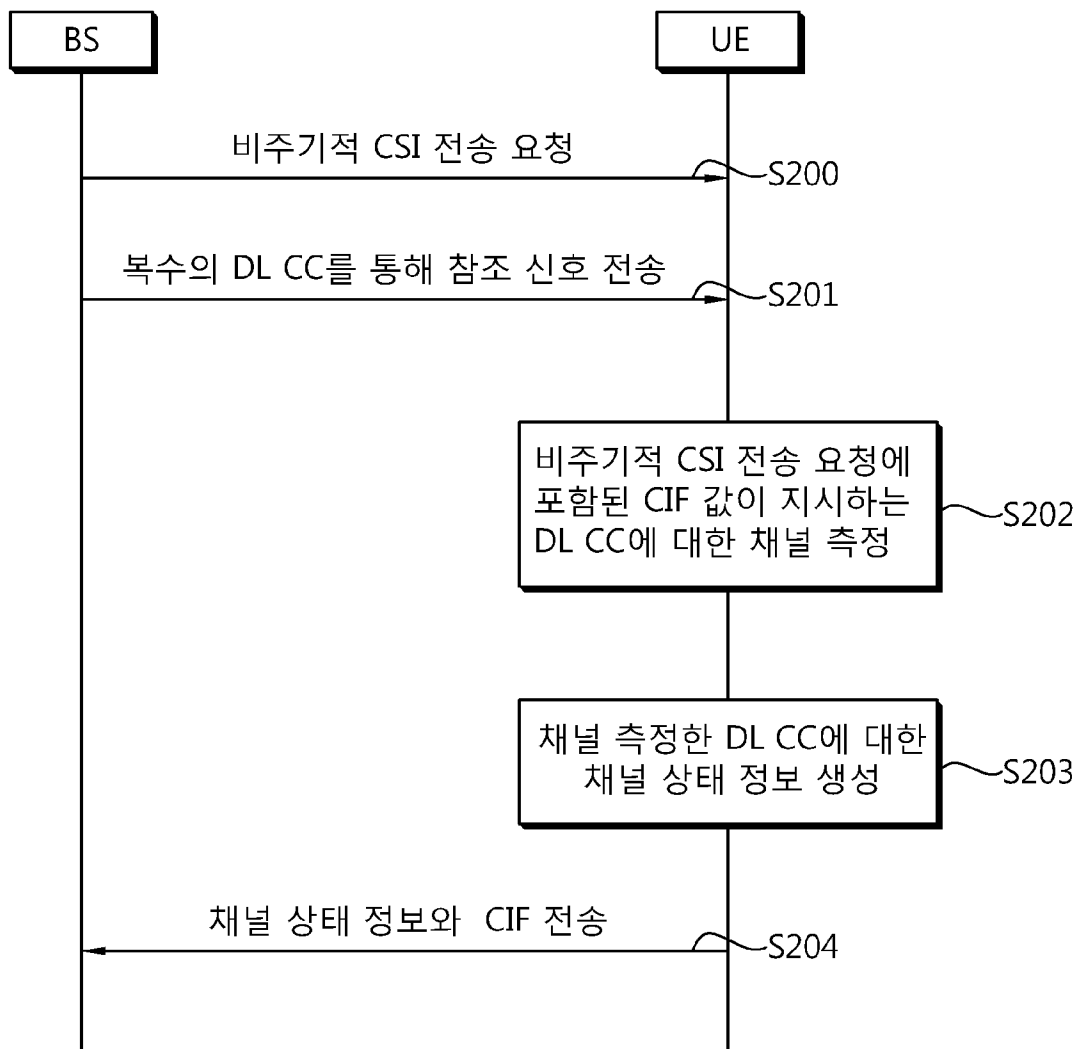 BS
UE
비주기적 CSI 전송 요청
S200
복수의 DL CC를 통해 참조 신호 전송
S201
비주기적 CSI 전송 요청에
포함된 CIF 값이 지시하는
DL CC에 대한 채널 측정
S202
채널 측정한 DL CC에 대한
채널 상태 정보 생성
S203
채널 상태 정보와 CIF 전송
S204